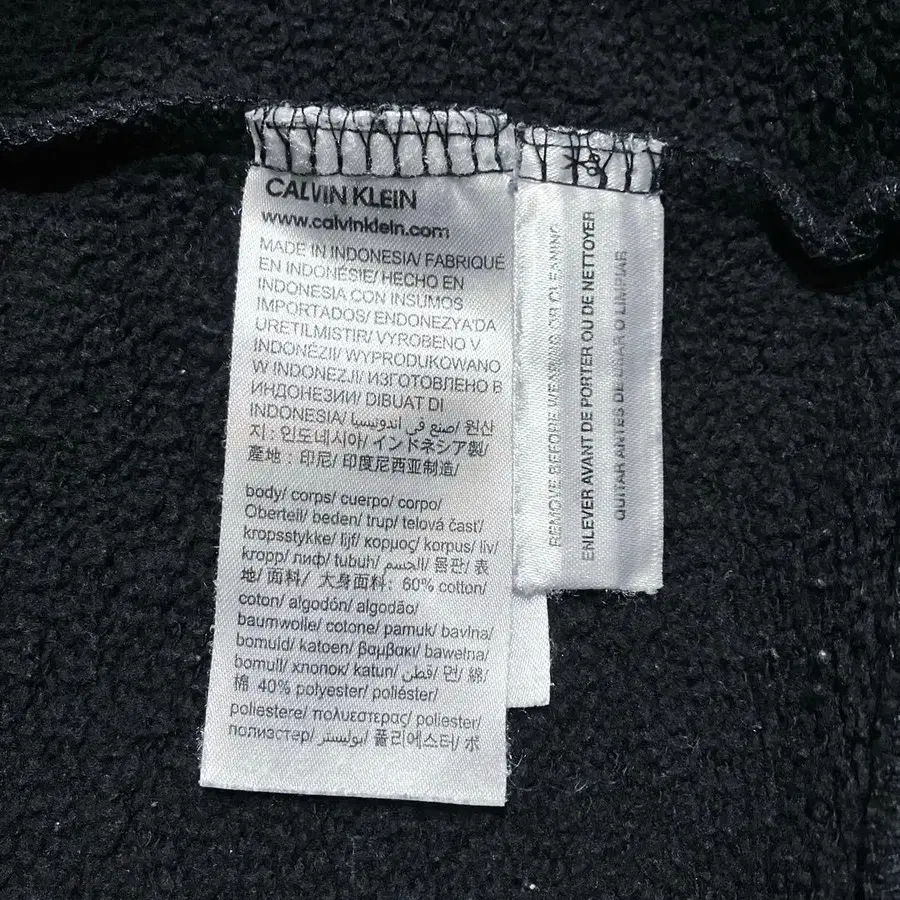 CALVIN KLEIN
www.calvinklein.com
MADE IN INDONESIA/ FABRIQUÉ
EN INDONÉSIE/ HECHO EN
INDONESIA CON INSUMOS
IMPORTADOS/ ENDONEZYA'DA
ÜRETILMISTIR/ VYROBENO V
INDONÉZII/ WYPRODUKOWANO
W INDONEZJI/ ИЗГОТОВЛЕНО В
ИНДОНЕЗИИ/ DIBUAT DI
INDONESIA/ صنع في اندونيسيا/ 원산
지 : 인도네시아/ インドネシア製/
產地 : 印尼/ 印度尼西亚制造/
body/ corps/ cuerpo/ corpo/
Oberteil/ beden/ trup/ telová časť/
kropsstykke/ lijf/ κορμος/ korpus/ liv/
kropp/ лиф/ tubuh/ الجسم/ 몸판/ 表
地/ 面料/ 大身面料: 60% cotton/
coton/ algodón/ algodão/
baumwolle/ cotone/ pamuk/ bavlna/
bomuld/ katoen/ βαμβακι/ bawełna/
bomull/ хлопок/ katun/ قطن/ 면/ 綿/
棉 40% polyester/ poliéster/
poliestere/ πολυεστερας/ poliester/
полиэстер/ بوليستر/ 폴리에스터/ ポ
REMOVE BEFORE WEARING OR CLEANING
ENLEVER AVANT DE PORTER OU DE NETTOYER
QUITAR ANTES DE USAR O LIMPIAR